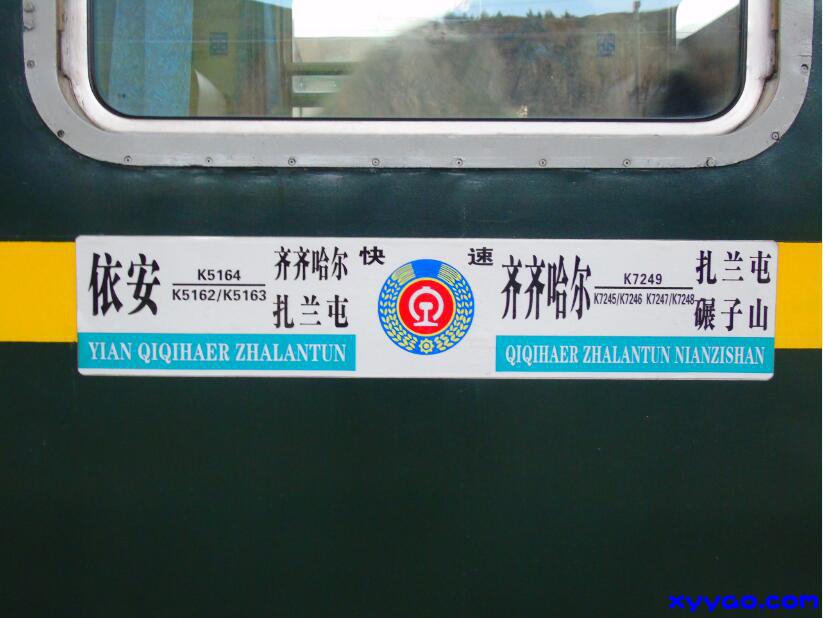 依安
K5164
K5162/K5163
齐齐哈尔
扎兰屯
YIAN QIQIHAER ZHALANTUN
快 速
齐齐哈尔
K7249
K7245/K7246 K7247/K7248
扎兰屯
碾子山
QIQIHAER ZHALANTUN NIANZISHAN
xyyao.com